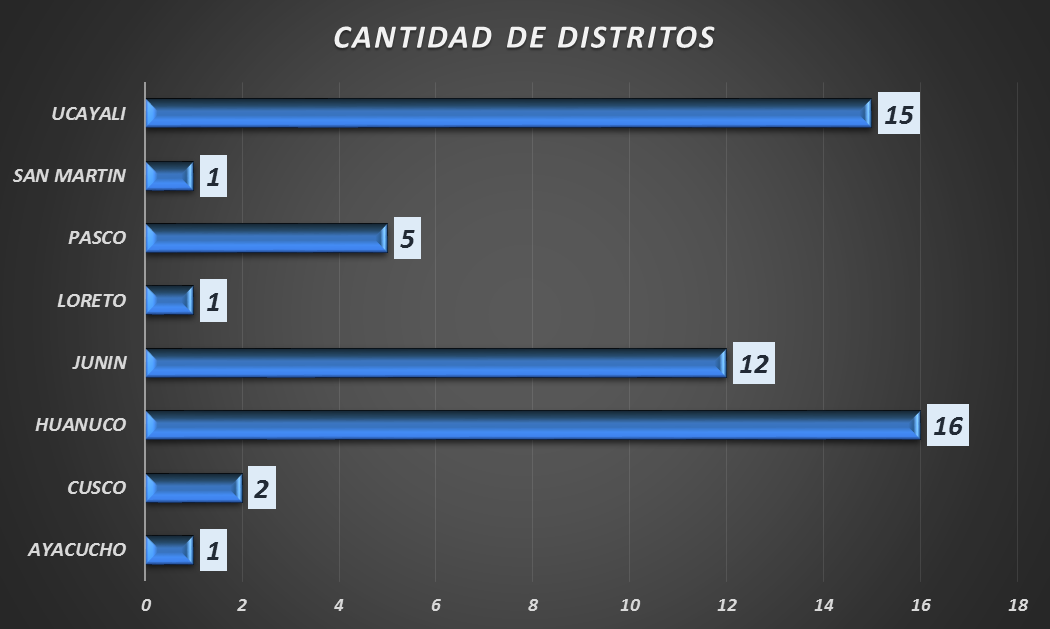 CANTIDAD DE DISTRITOS
UCAYALI 15
SAN MARTIN 1
PASCO 5
LORETO 1
JUNIN 12
HUANUCO 16
CUSCO 2
AYACUCHO 1
0 2 4 6 8 10 12 14 16 18